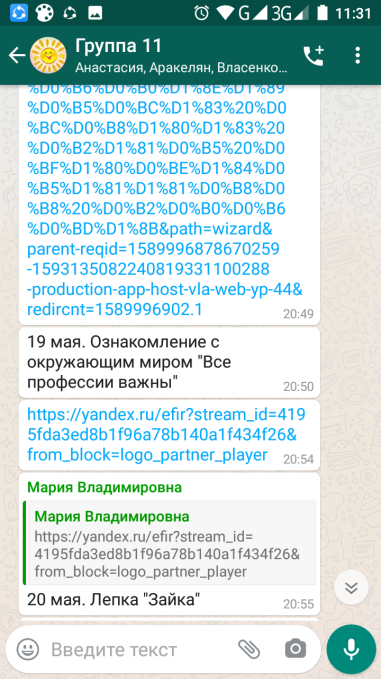 G 3G 11:31
Группа 11
Анастасия, Аракелян, Власенко...
%D0%B6%D0%B0%D1%8E%D1%89
%D0%B5%D0%BC%D1%83%20%D0
%BC%D0%B8%D1%80%D1%83%20
%D0%B2%D1%81%D0%B5%20%D0
%BF%D1%80%D0%BE%D1%84%D0
%B5%D1%81%D1%81%D0%B8%D0
%B8%20%D0%B2%D0%B0%D0%B6
%D0%BD%D1%8B&path=wizard&
parent-reqid=1589996878670259
-1593135082240819331100288
-production-app-host-vla-web-yp-44&
redircnt=1589996902.1
20:49
19 мая. Ознакомление с
окружающим миром "Все
профессии важны"
20:50
https://yandex.ru/efir?stream_id=419
5fda3ed8b1f96a78b140a1f434f26&
from_block=logo_partner_player
20:54
Мария Владимировна
Мария Владимировна
https://yandex.ru/efir?stream_id=
4195fda3ed8b1f96a78b140a1f434f26&
from_block=logo_partner_player
20 мая. Лепка "Зайка"
20:55
Введите текст